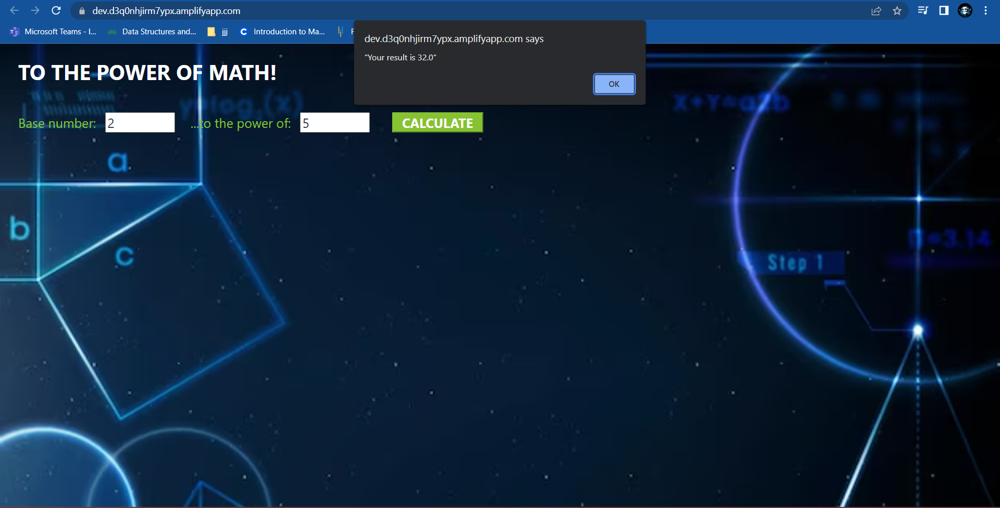 dev.d3q0nhjirm7ypx.amplifyapp.com
Microsoft Teams - I...
Data Structures and...
jjj
Introduction to Ma...
F
dev.d3q0nhjirm7ypx.amplifyapp.com says
"Your result is 32.0"
OK
TO THE POWER OF MATH!
X+Y=a2b
Base number: 2 ...to the power of: 5 CALCULATE
a
b
c
π=3.14
Step 1